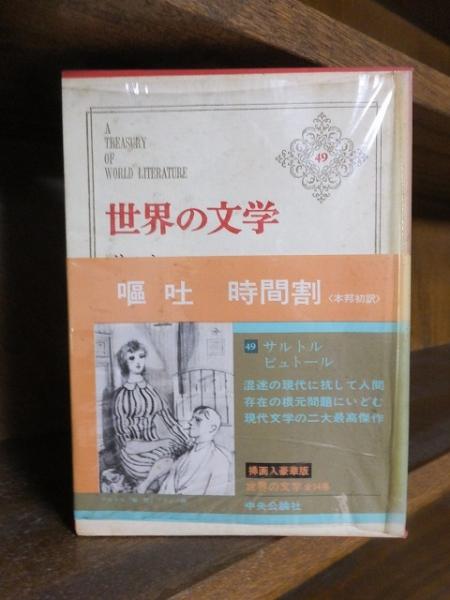 A
TREASURY
OF
WORLD LITERATURE
49
世界の文学
嘔吐 時間割〈本邦初訳〉
49 サルトル
ビュトール
混迷の現代に抗して人間
存在の根元問題にいどむ
現代文学の二大最高傑作
挿画入豪華版
世界の文学 全54巻
中央公論社